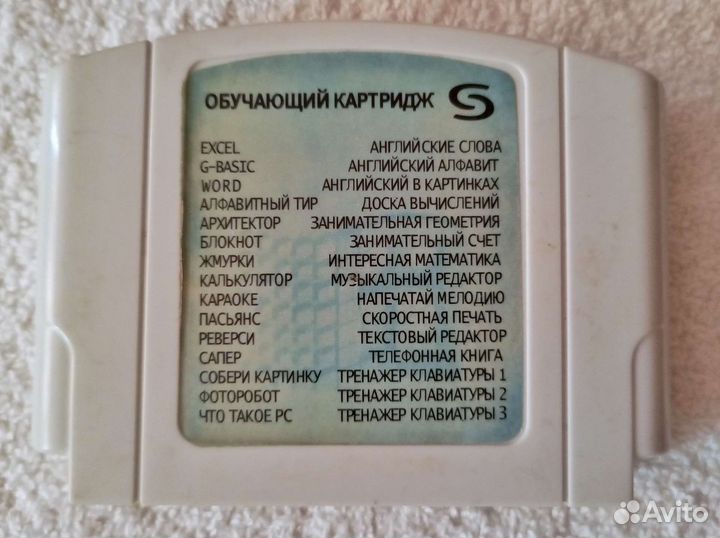 ОБУЧАЮЩИЙ КАРТРИДЖ S
EXCEL АНГЛИЙСКИЕ СЛОВА
G-BASIC АНГЛИЙСКИЙ АЛФАВИТ
WORD АНГЛИЙСКИЙ В КАРТИНКАХ
АЛФАВИТНЫЙ ТИР ДОСКА ВЫЧИСЛЕНИЙ
АРХИТЕКТОР ЗАНИМАТЕЛЬНАЯ ГЕОМЕТРИЯ
БЛОКНОТ ЗАНИМАТЕЛЬНЫЙ СЧЕТ
ЖМУРКИ ИНТЕРЕСНАЯ МАТЕМАТИКА
КАЛЬКУЛЯТОР МУЗЫКАЛЬНЫЙ РЕДАКТОР
КАРАОКЕ НАПЕЧАТАЙ МЕЛОДИЮ
ПАСЬЯНС СКОРОСТНАЯ ПЕЧАТЬ
РЕВЕРСИ ТЕКСТОВЫЙ РЕДАКТОР
САПЕР ТЕЛЕФОННАЯ КНИГА
СОБЕРИ КАРТИНКУ ТРЕНАЖЕР КЛАВИАТУРЫ 1
ФОТОРОБОТ ТРЕНАЖЕР КЛАВИАТУРЫ 2
ЧТО ТАКОЕ PC ТРЕНАЖЕР КЛАВИАТУРЫ 3
Avito